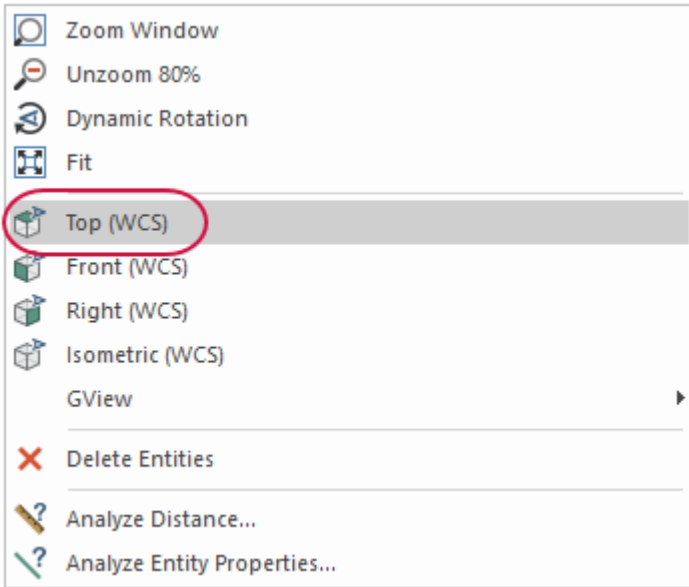 Zoom Window
Unzoom 80%
Dynamic Rotation
Fit
Top (WCS)
Front (WCS)
Right (WCS)
Isometric (WCS)
GView
Delete Entities
Analyze Distance...
Analyze Entity Properties...